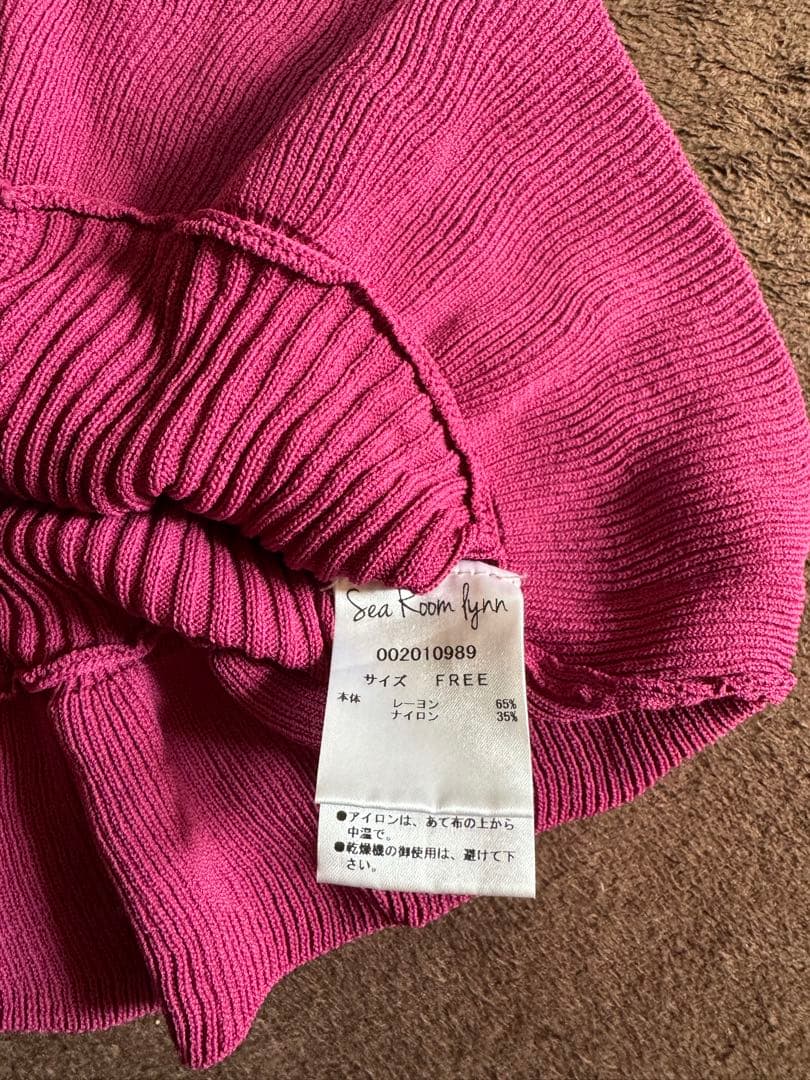 Sea Room lynn
002010989
サイズ FREE
本体 レーヨン 65%
ナイロン 35%
●アイロンは、あて布の上から
中温で。
●乾燥機の御使用は、避けて下
さい。